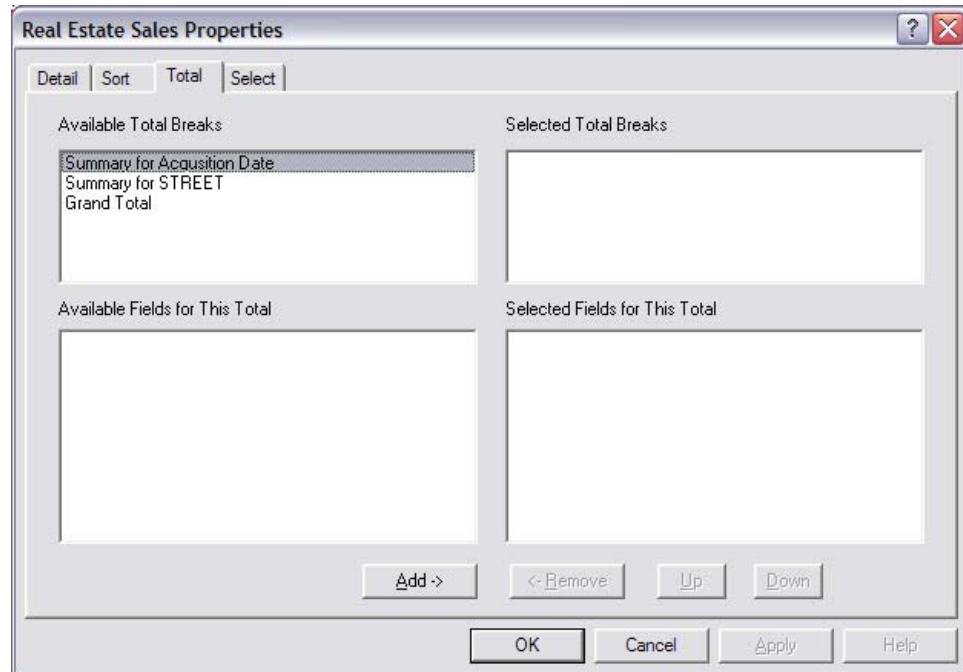 Real Estate Sales Properties
?
Detail Sort Total Select
Available Total Breaks
Selected Total Breaks
Summary for Acqusition Date
Summary for STREET
Grand Total
Available Fields for This Total
Selected Fields for This Total
Add ->
<- Remove
Up
Down
OK
Cancel
Apply
Help